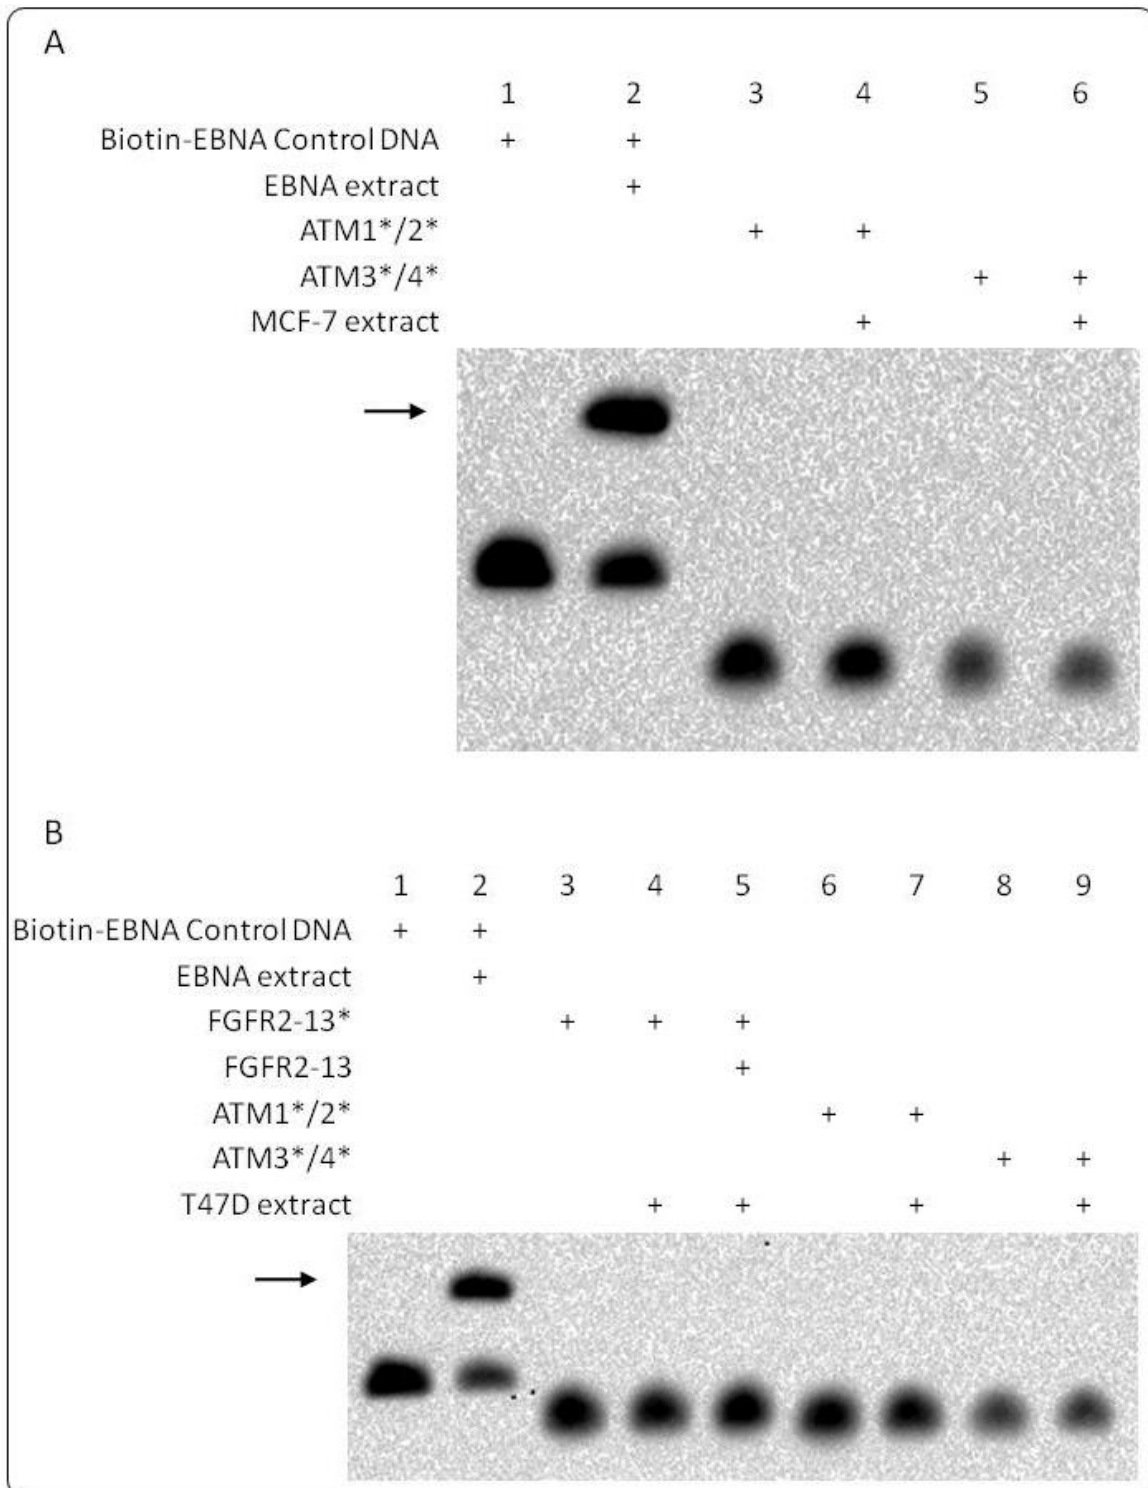 A
1 2 3 4 5 6
Biotin-EBNA Control DNA + +
EBNA extract +
ATM1*/2* + +
ATM3*/4* + +
MCF-7 extract + +
B
1 2 3 4 5 6 7 8 9
Biotin-EBNA Control DNA + +
EBNA extract +
FGFR2-13* + + +
FGFR2-13 +
ATM1*/2* + +
ATM3*/4* + +
T47D extract + + + +